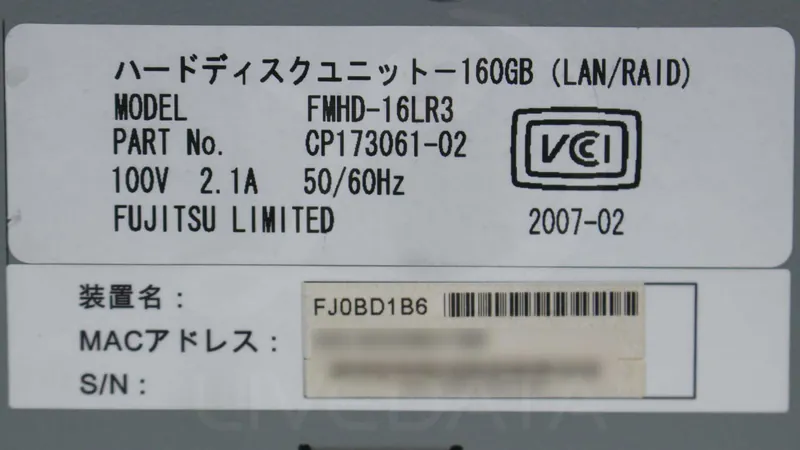 ハードディスクユニット−160GB (LAN/RAID)
MODEL FMHD-16LR3
PART No. CP173061-02
100V 2.1A 50/60Hz
VCCI
FUJITSU LIMITED 2007-02
装置名：
FJ0BD1B6
MACアドレス：
S/N：
LIVEDATA